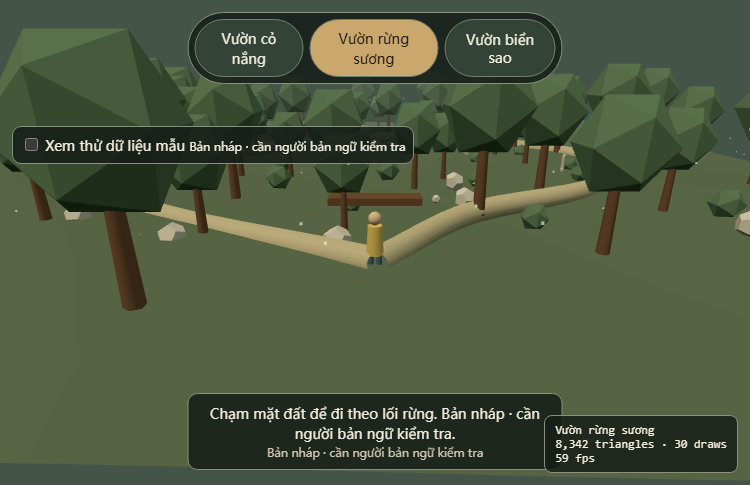 Vườn cỏ
nắng
Vườn rừng
sương
Vườn biển
sao
Xem thử dữ liệu mẫu Bản nháp · cần người bản ngữ kiểm tra
Chạm mặt đất để đi theo lối rừng. Bản nháp · cần
người bản ngữ kiểm tra.
Bản nháp · cần người bản ngữ kiểm tra
Vườn rừng sương
8,342 triangles · 30 draws
59 fps